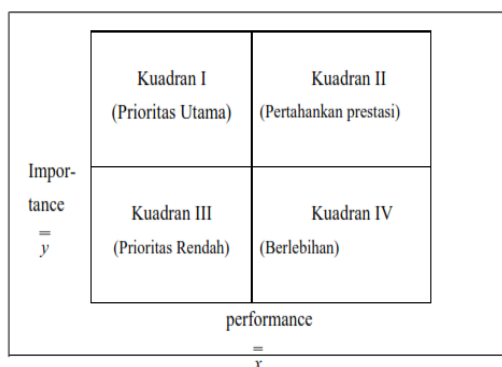 Kuadran I
(Prioritas Utama)
Kuadran II
(Pertahankan prestasi)
Impor-
tance
y
Kuadran III
(Prioritas Rendah)
Kuadran IV
(Berlebihan)
performance
x